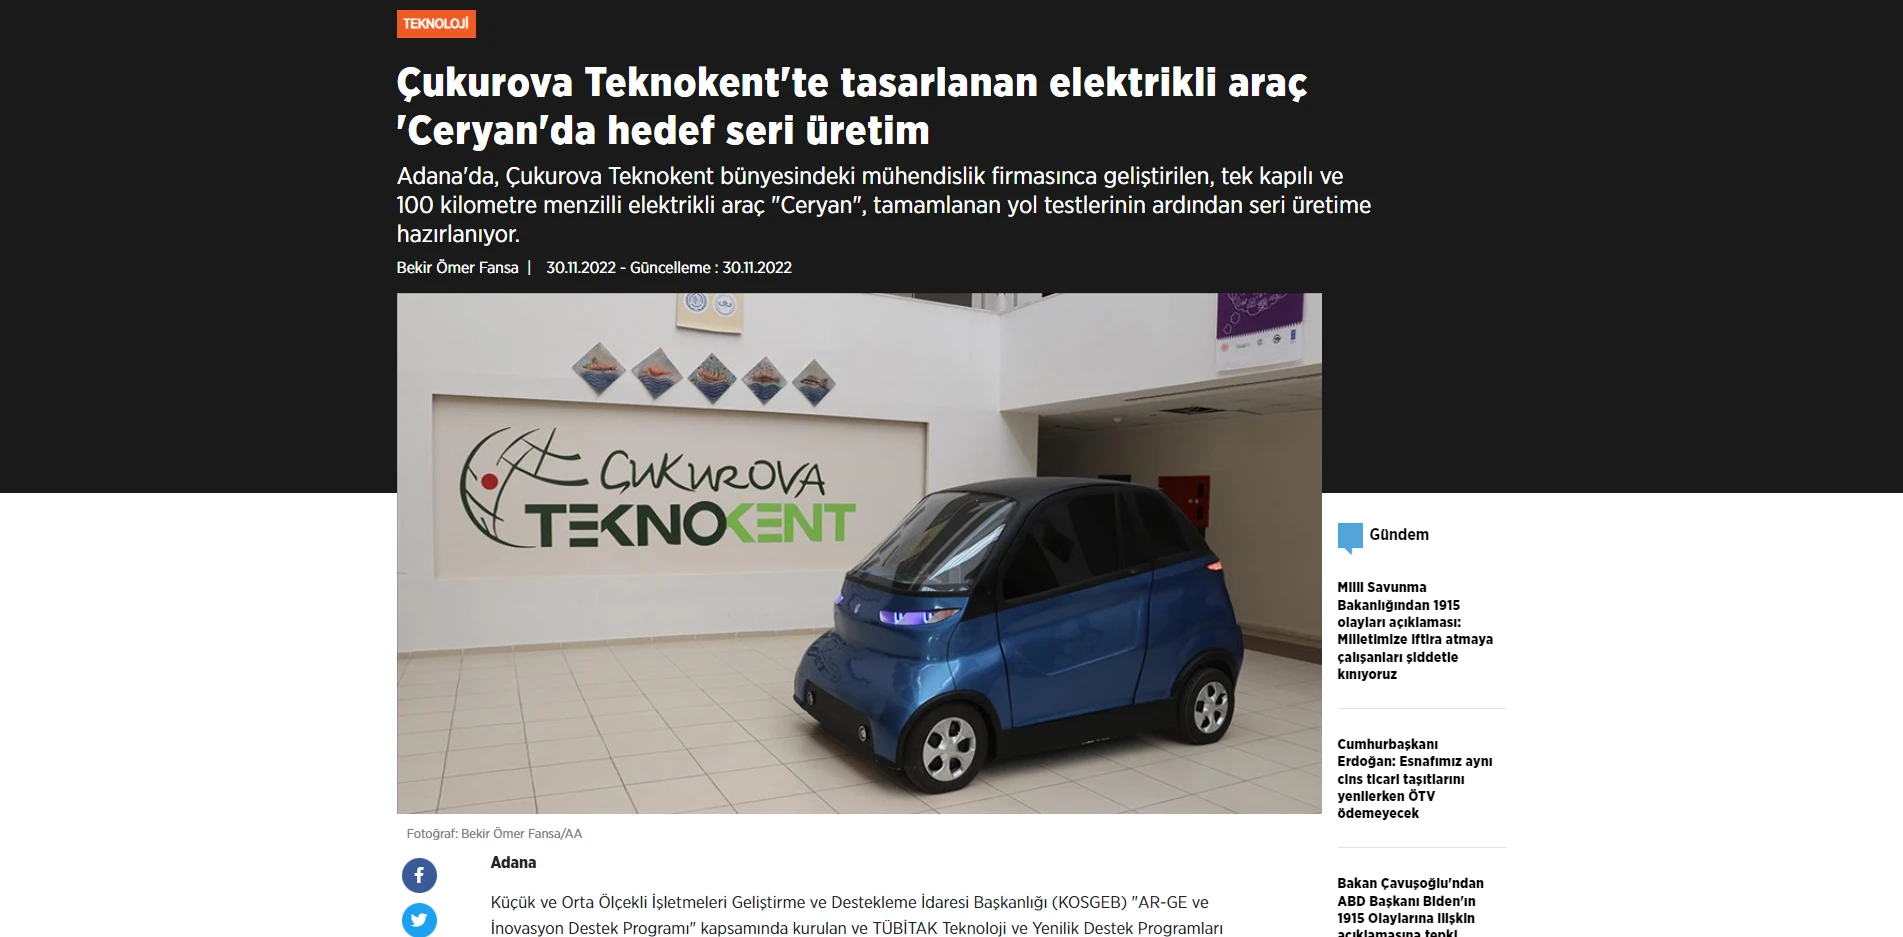 TEKNOLOJİ
Çukurova Teknokent'te tasarlanan elektrikli araç
'Ceryan'da hedef seri üretim
Adana'da, Çukurova Teknokent bünyesindeki mühendislik firmasınca geliştirilen, tek kapılı ve
100 kilometre menzilli elektrikli araç "Ceryan", tamamlanan yol testlerinin ardından seri üretime
hazırlanıyor.
Bekir Ömer Fansa | 30.11.2022 - Güncelleme : 30.11.2022
ÇUKUROVA
TEKNOKENT
Fotoğraf: Bekir Ömer Fansa/AA
Adana
Küçük ve Orta Ölçekli İşletmeleri Geliştirme ve Destekleme İdaresi Başkanlığı (KOSGEB) "AR-GE ve
İnovasyon Destek Programı" kapsamında kurulan ve TÜBİTAK Teknoloji ve Yenilik Destek Programları
Gündem
Milli Savunma
Bakanlığından 1915
olayları açıklaması:
Milletimize iftira atmaya
çalışanları şiddetle
kınıyoruz
Cumhurbaşkanı
Erdoğan: Esnafımız aynı
cins ticari taşıtlarını
yenilerken ÖTV
ödemeyecek
Bakan Çavuşoğlu'ndan
ABD Başkanı Biden'ın
1915 Olaylarına ilişkin
açıklamasına tepki